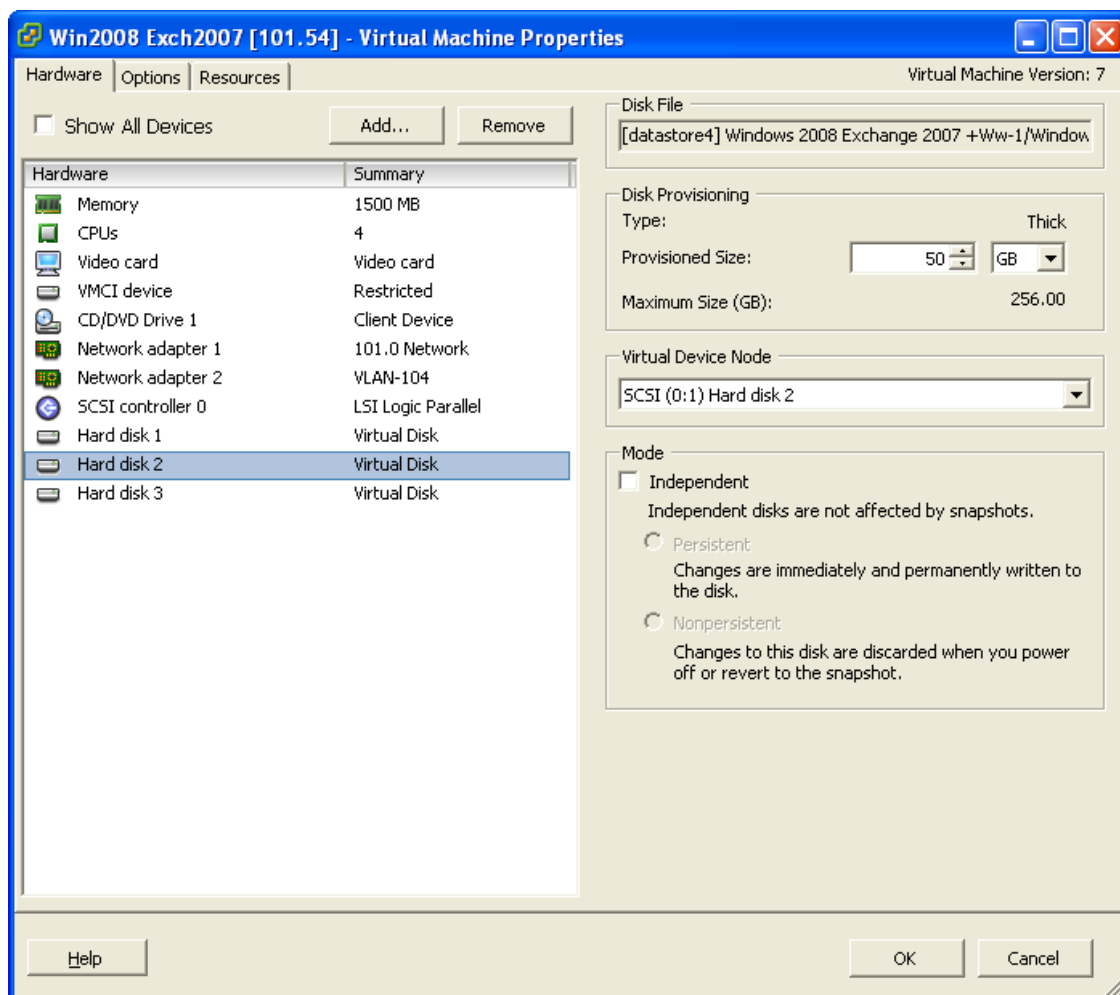 Win2008 Exch2007 [101.54] - Virtual Machine Properties
Hardware Options Resources Virtual Machine Version: 7
Show All Devices Add... Remove
Hardware Summary
Memory 1500 MB
CPUs 4
Video card Video card
VMCI device Restricted
CD/DVD Drive 1 Client Device
Network adapter 1 101.0 Network
Network adapter 2 VLAN-104
SCSI controller 0 LSI Logic Parallel
Hard disk 1 Virtual Disk
Hard disk 2 Virtual Disk
Hard disk 3 Virtual Disk
Disk File
[datastore4] Windows 2008 Exchange 2007 +Ww-1/Window
Disk Provisioning
Type: Thick
Provisioned Size: 50 GB
Maximum Size (GB): 256.00
Virtual Device Node
SCSI (0:1) Hard disk 2
Mode
Independent
Independent disks are not affected by snapshots.
Persistent
Changes are immediately and permanently written to
the disk.
Nonpersistent
Changes to this disk are discarded when you power
off or revert to the snapshot.
Help OK Cancel